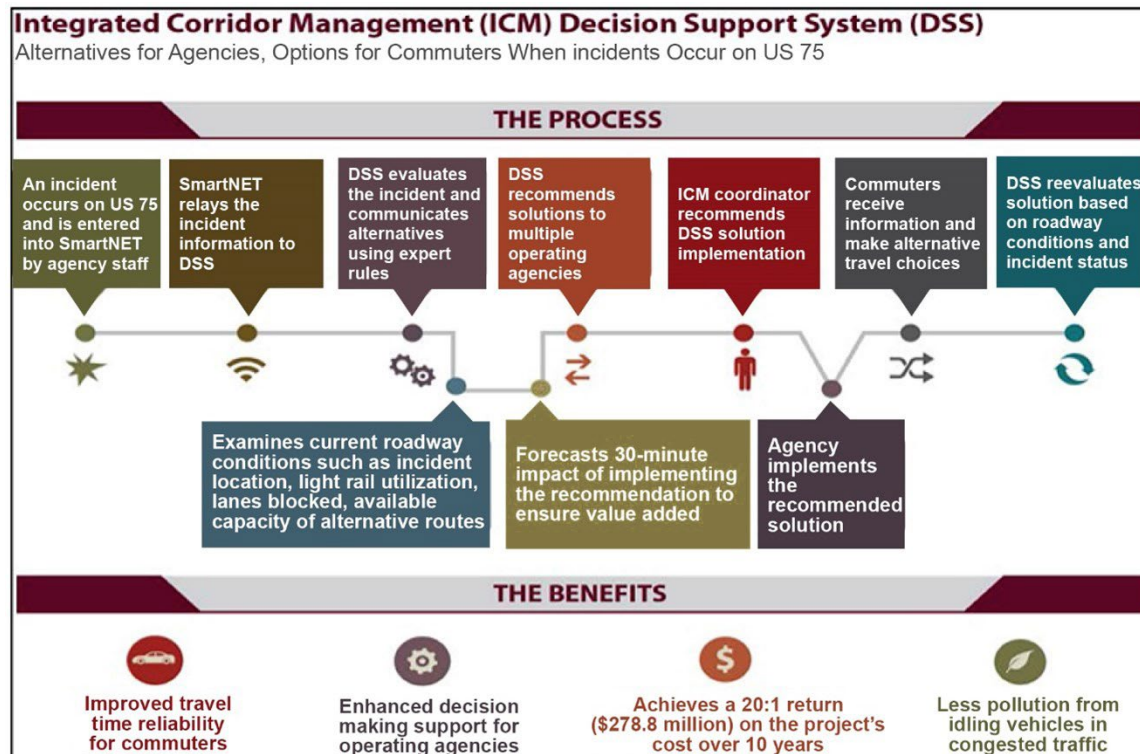 Integrated Corridor Management (ICM) Decision Support System (DSS)
Alternatives for Agencies, Options for Commuters When incidents Occur on US 75
THE PROCESS
An incident
occurs on US 75
and is entered
into SmartNET
by agency staff
SmartNET
relays the
incident
information to
DSS
DSS evaluates
the incident and
communicates
alternatives
using expert
rules
DSS
recommends
solutions to
multiple
operating
agencies
ICM coordinator
recommends
DSS solution
implementation
Commuters
receive
information and
make alternative
travel choices
DSS reevaluates
solution based
on roadway
conditions and
incident status
Examines current roadway
conditions such as incident
location, light rail utilization,
lanes blocked, available
capacity of alternative routes
Forecasts 30-minute
impact of implementing
the recommendation to
ensure value added
Agency
implements
the
recommended
solution
THE BENEFITS
Improved travel
time reliability
for commuters
Enhanced decision
making support for
operating agencies
$
Achieves a 20:1 return
($278.8 million) on the project's
cost over 10 years
Less pollution from
idling vehicles in
congested traffic